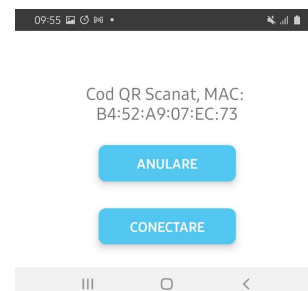 09:55
Cod QR Scanat, MAC:
B4:52:A9:07:EC:73
ANULARE
CONECTARE